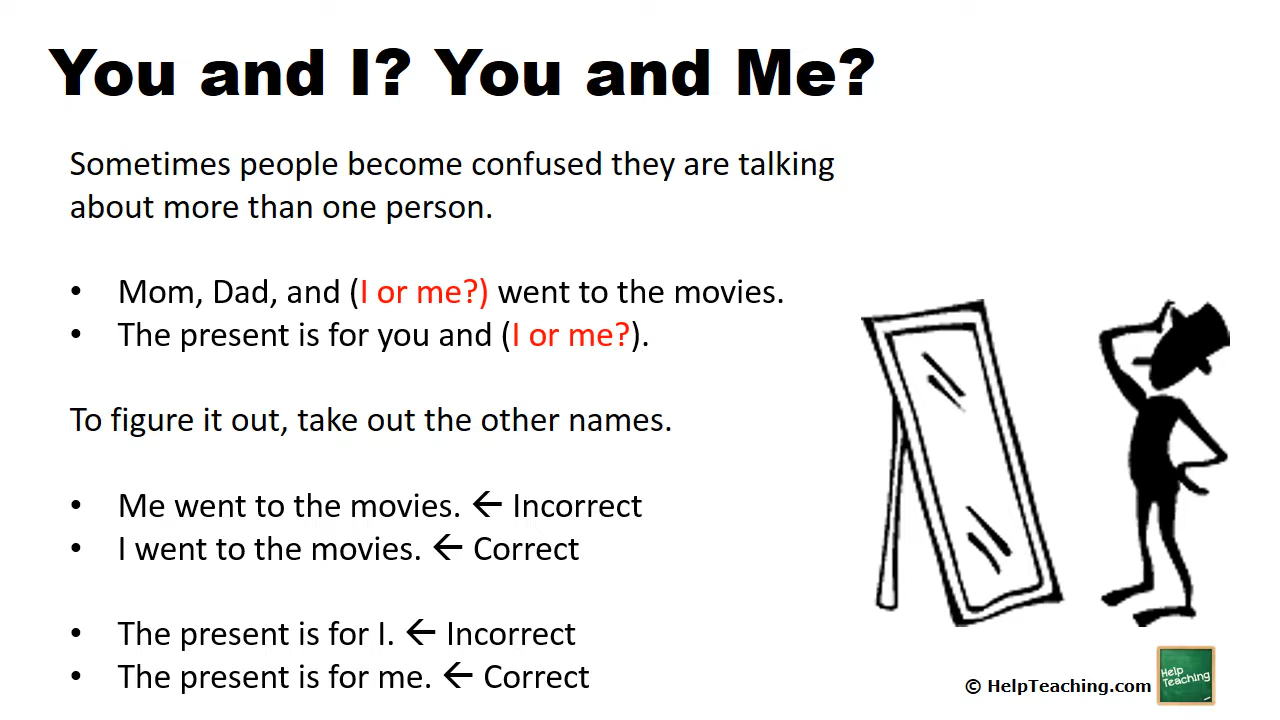 You and I? You and Me?
Sometimes people become confused they are talking
about more than one person.
• Mom, Dad, and (I or me?) went to the movies.
• The present is for you and (I or me?).
To figure it out, take out the other names.
• Me went to the movies. ← Incorrect
• I went to the movies. ← Correct
• The present is for I. ← Incorrect
• The present is for me. ← Correct
© HelpTeaching.com
Help
Teaching